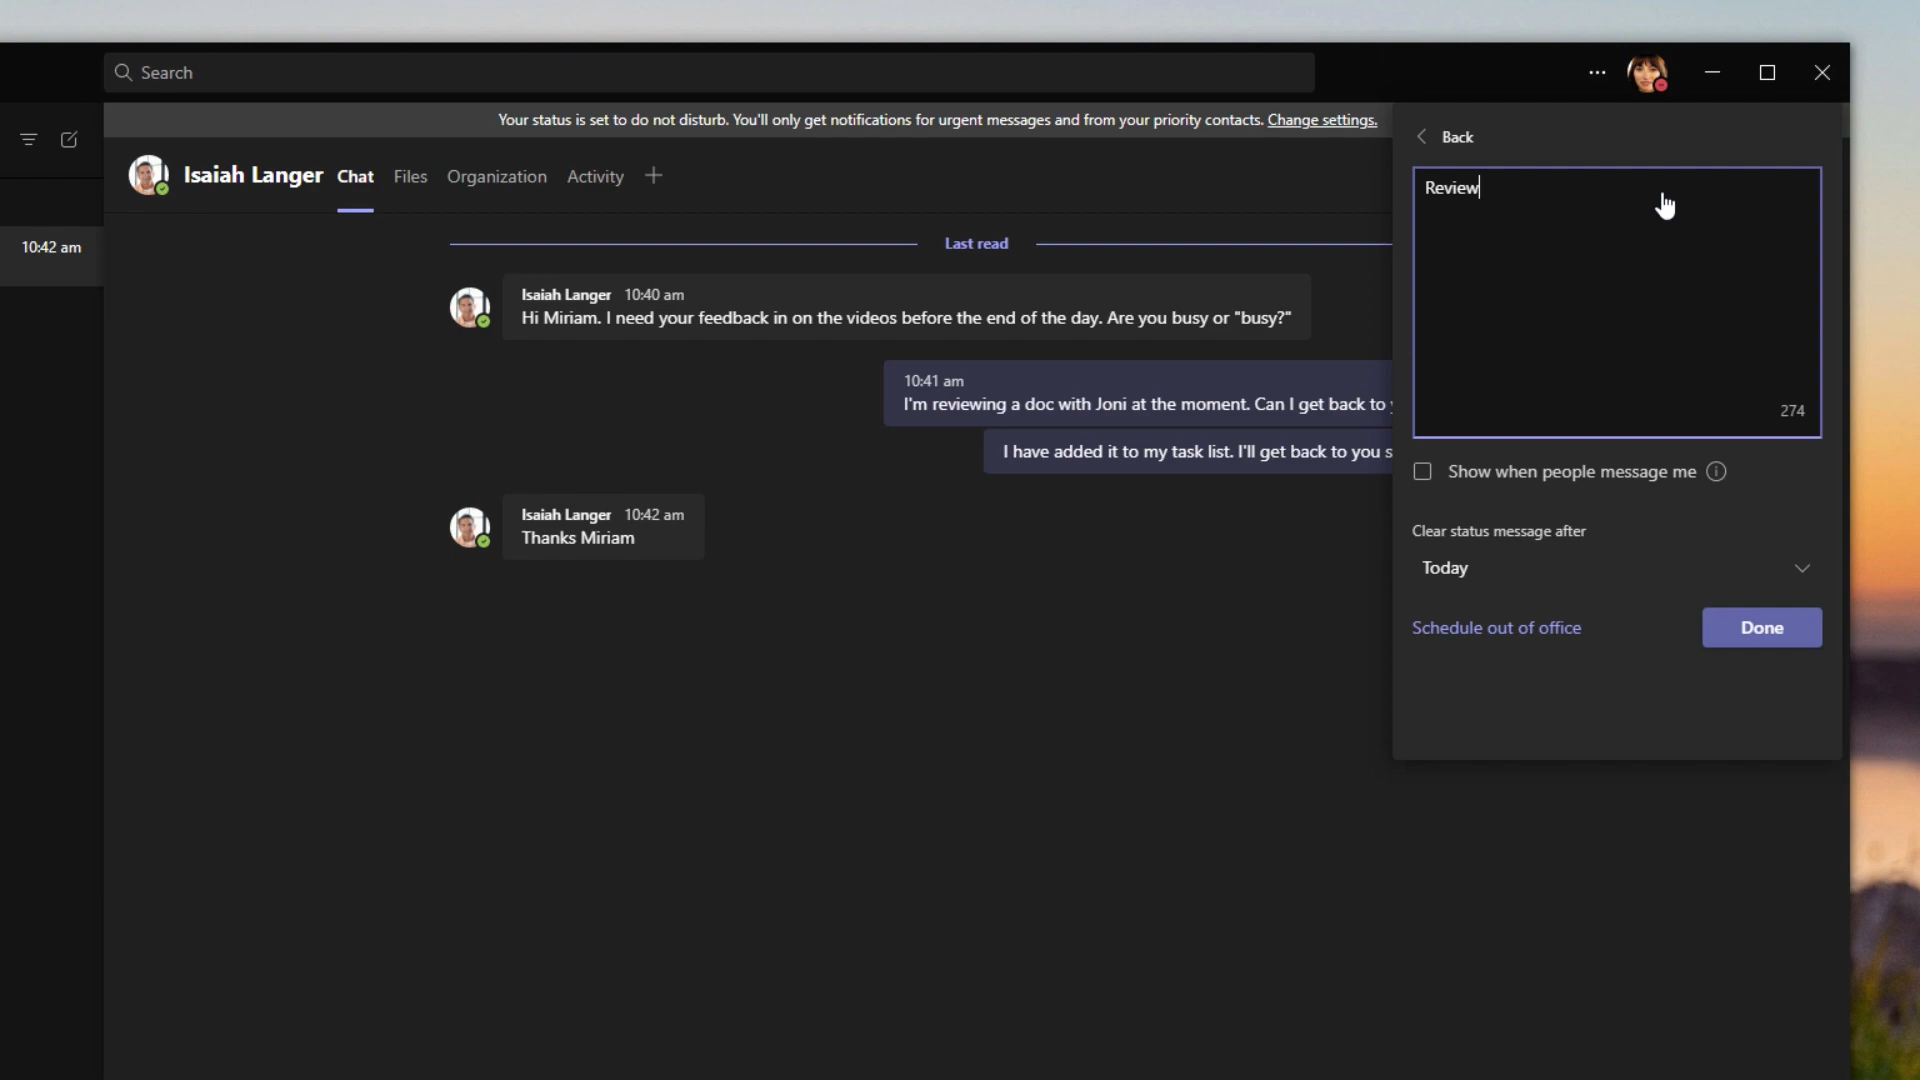 Search
Your status is set to do not disturb. You'll only get notifications for urgent messages and from your priority contacts. Change settings.
Back
Isaiah Langer Chat Files Organization Activity
Review
10:42 am
Last read
Isaiah Langer 10:40 am
Hi Miriam. I need your feedback in on the videos before the end of the day. Are you busy or "busy?"
10:41 am
I'm reviewing a doc with Joni at the moment. Can I get back to
274
I have added it to my task list. I'll get back to you
Show when people message me
Isaiah Langer 10:42 am
Thanks Miriam
Clear status message after
Today
Schedule out of office
Done